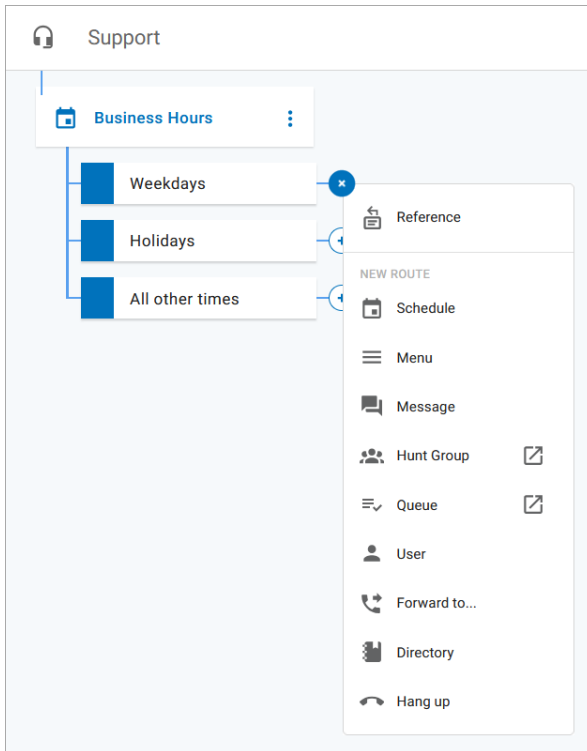 Support
Business Hours
Weekdays
Holidays
All other times
Reference
NEW ROUTE
Schedule
Menu
Message
Hunt Group
Queue
User
Forward to...
Directory
Hang up